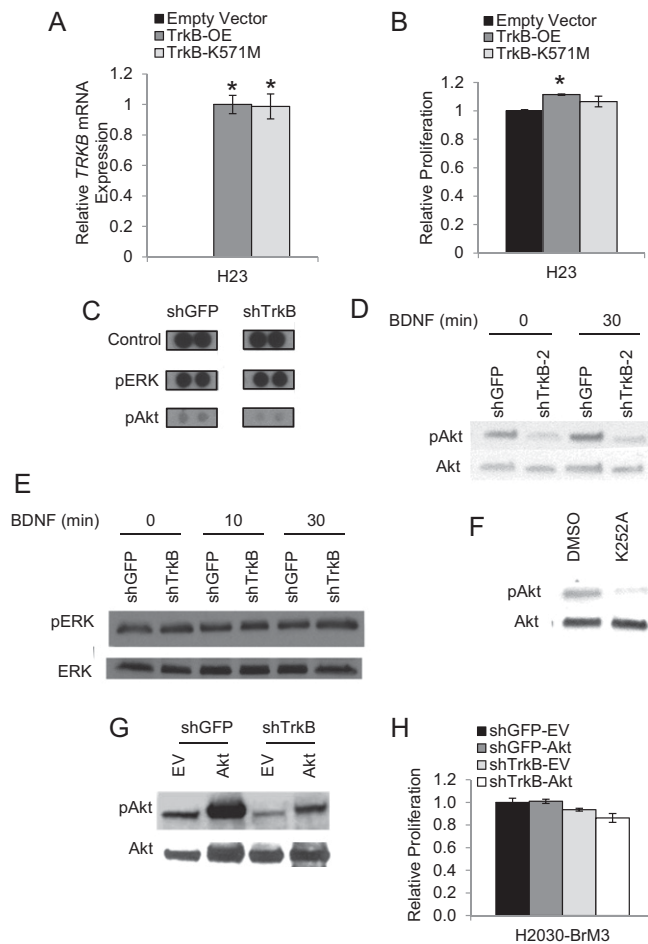 A
Empty Vector
TrkB-OE
TrkB-K571M
Relative TRKB mRNA
Expression
1.2
1
0.8
0.6
0.4
0.2
0
* *
H23
B
Empty Vector
TrkB-OE
TrkB-K571M
Relative Proliferation
1.2
1
0.8
0.6
0.4
0.2
0
*
H23
C
shGFP shTrkB
Control
pERK
pAkt
D
BDNF (min) 0 30
shGFP shTrkB-2 shGFP shTrkB-2
pAkt
Akt
E
BDNF (min) 0 10 30
shGFP shTrkB shGFP shTrkB shGFP shTrkB
pERK
ERK
F
DMSO K252A
pAkt
Akt
G
shGFP shTrkB
EV Akt EV Akt
pAkt
Akt
H
shGFP-EV
shGFP-Akt
shTrkB-EV
shTrkB-Akt
Relative Proliferation
1.2
1.0
0.8
0.6
0.4
0.2
0
H2030-BrM3